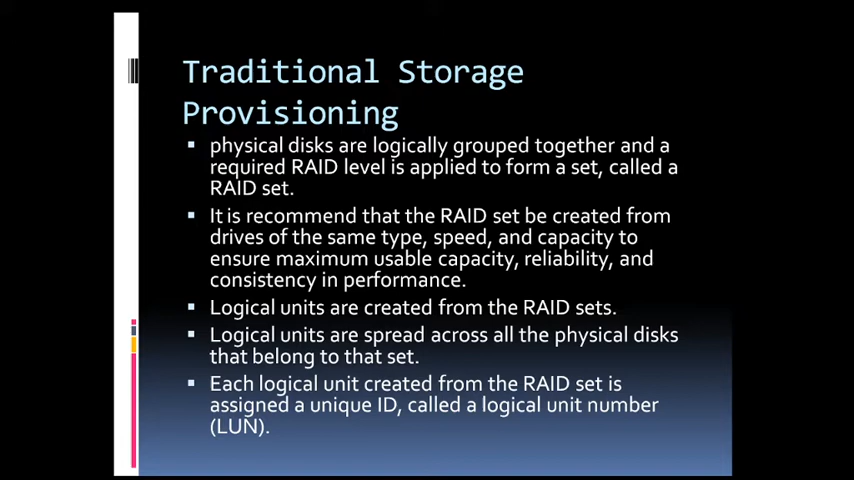 Traditional Storage
Provisioning
▪ physical disks are logically grouped together and a
required RAID level is applied to form a set, called a
RAID set.
▪ It is recommend that the RAID set be created from
drives of the same type, speed, and capacity to
ensure maximum usable capacity, reliability, and
consistency in performance.
▪ Logical units are created from the RAID sets.
▪ Logical units are spread across all the physical disks
that belong to that set.
▪ Each logical unit created from the RAID set is
assigned a unique ID, called a logical unit number
(LUN).